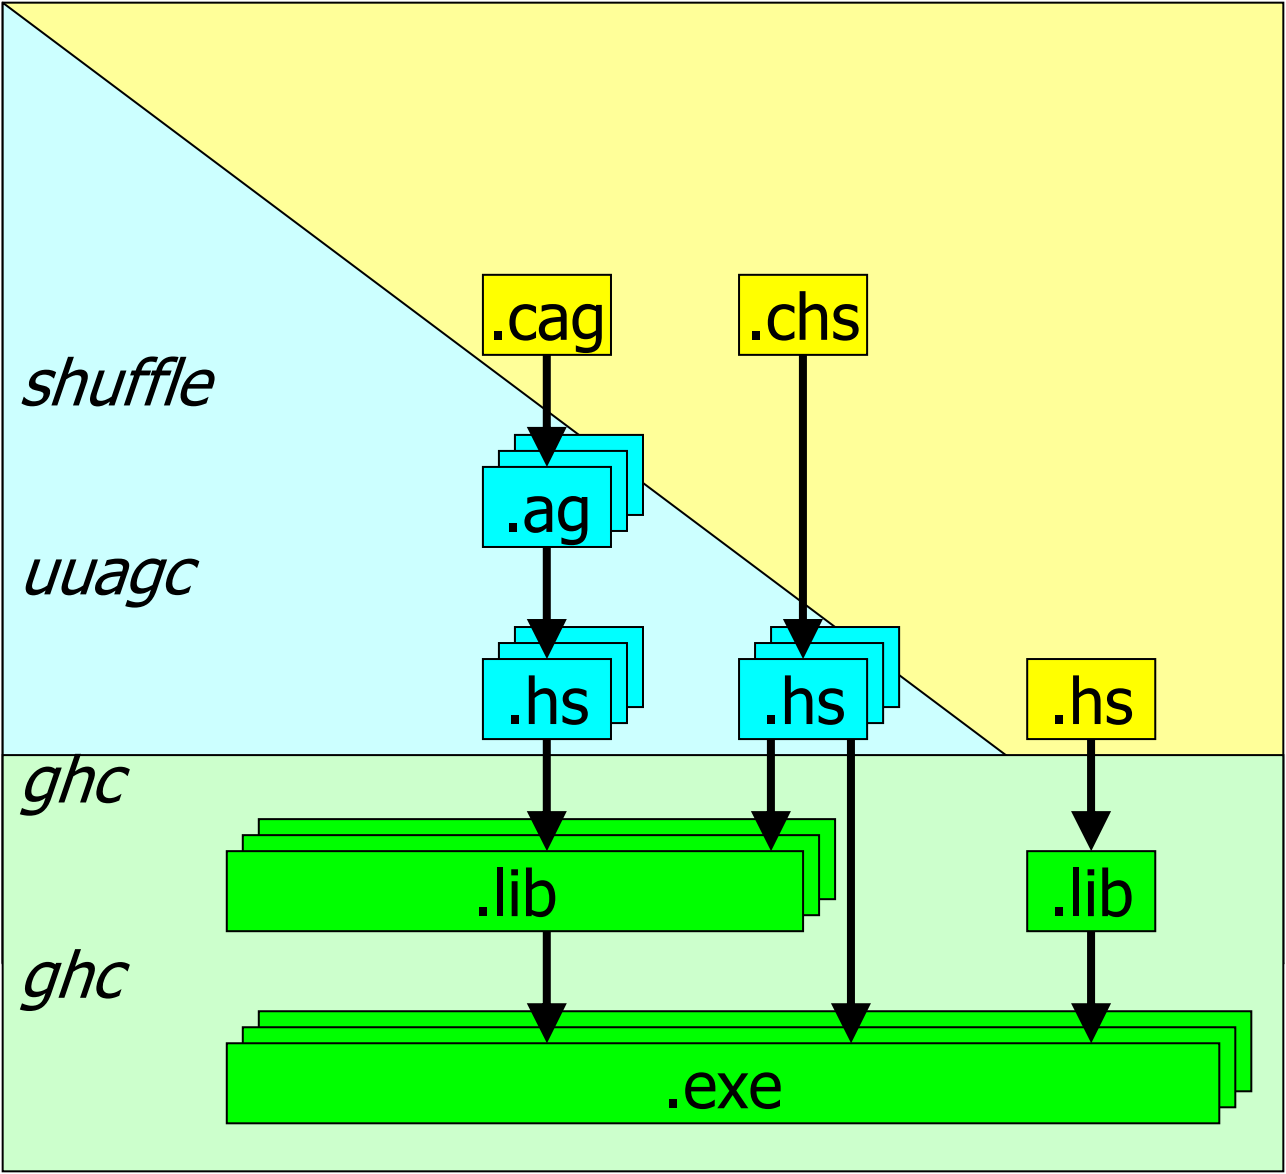 .cag
.chs
shuffle
.ag
uuagc
.hs
.hs
.hs
ghc
.lib
.lib
ghc
.exe